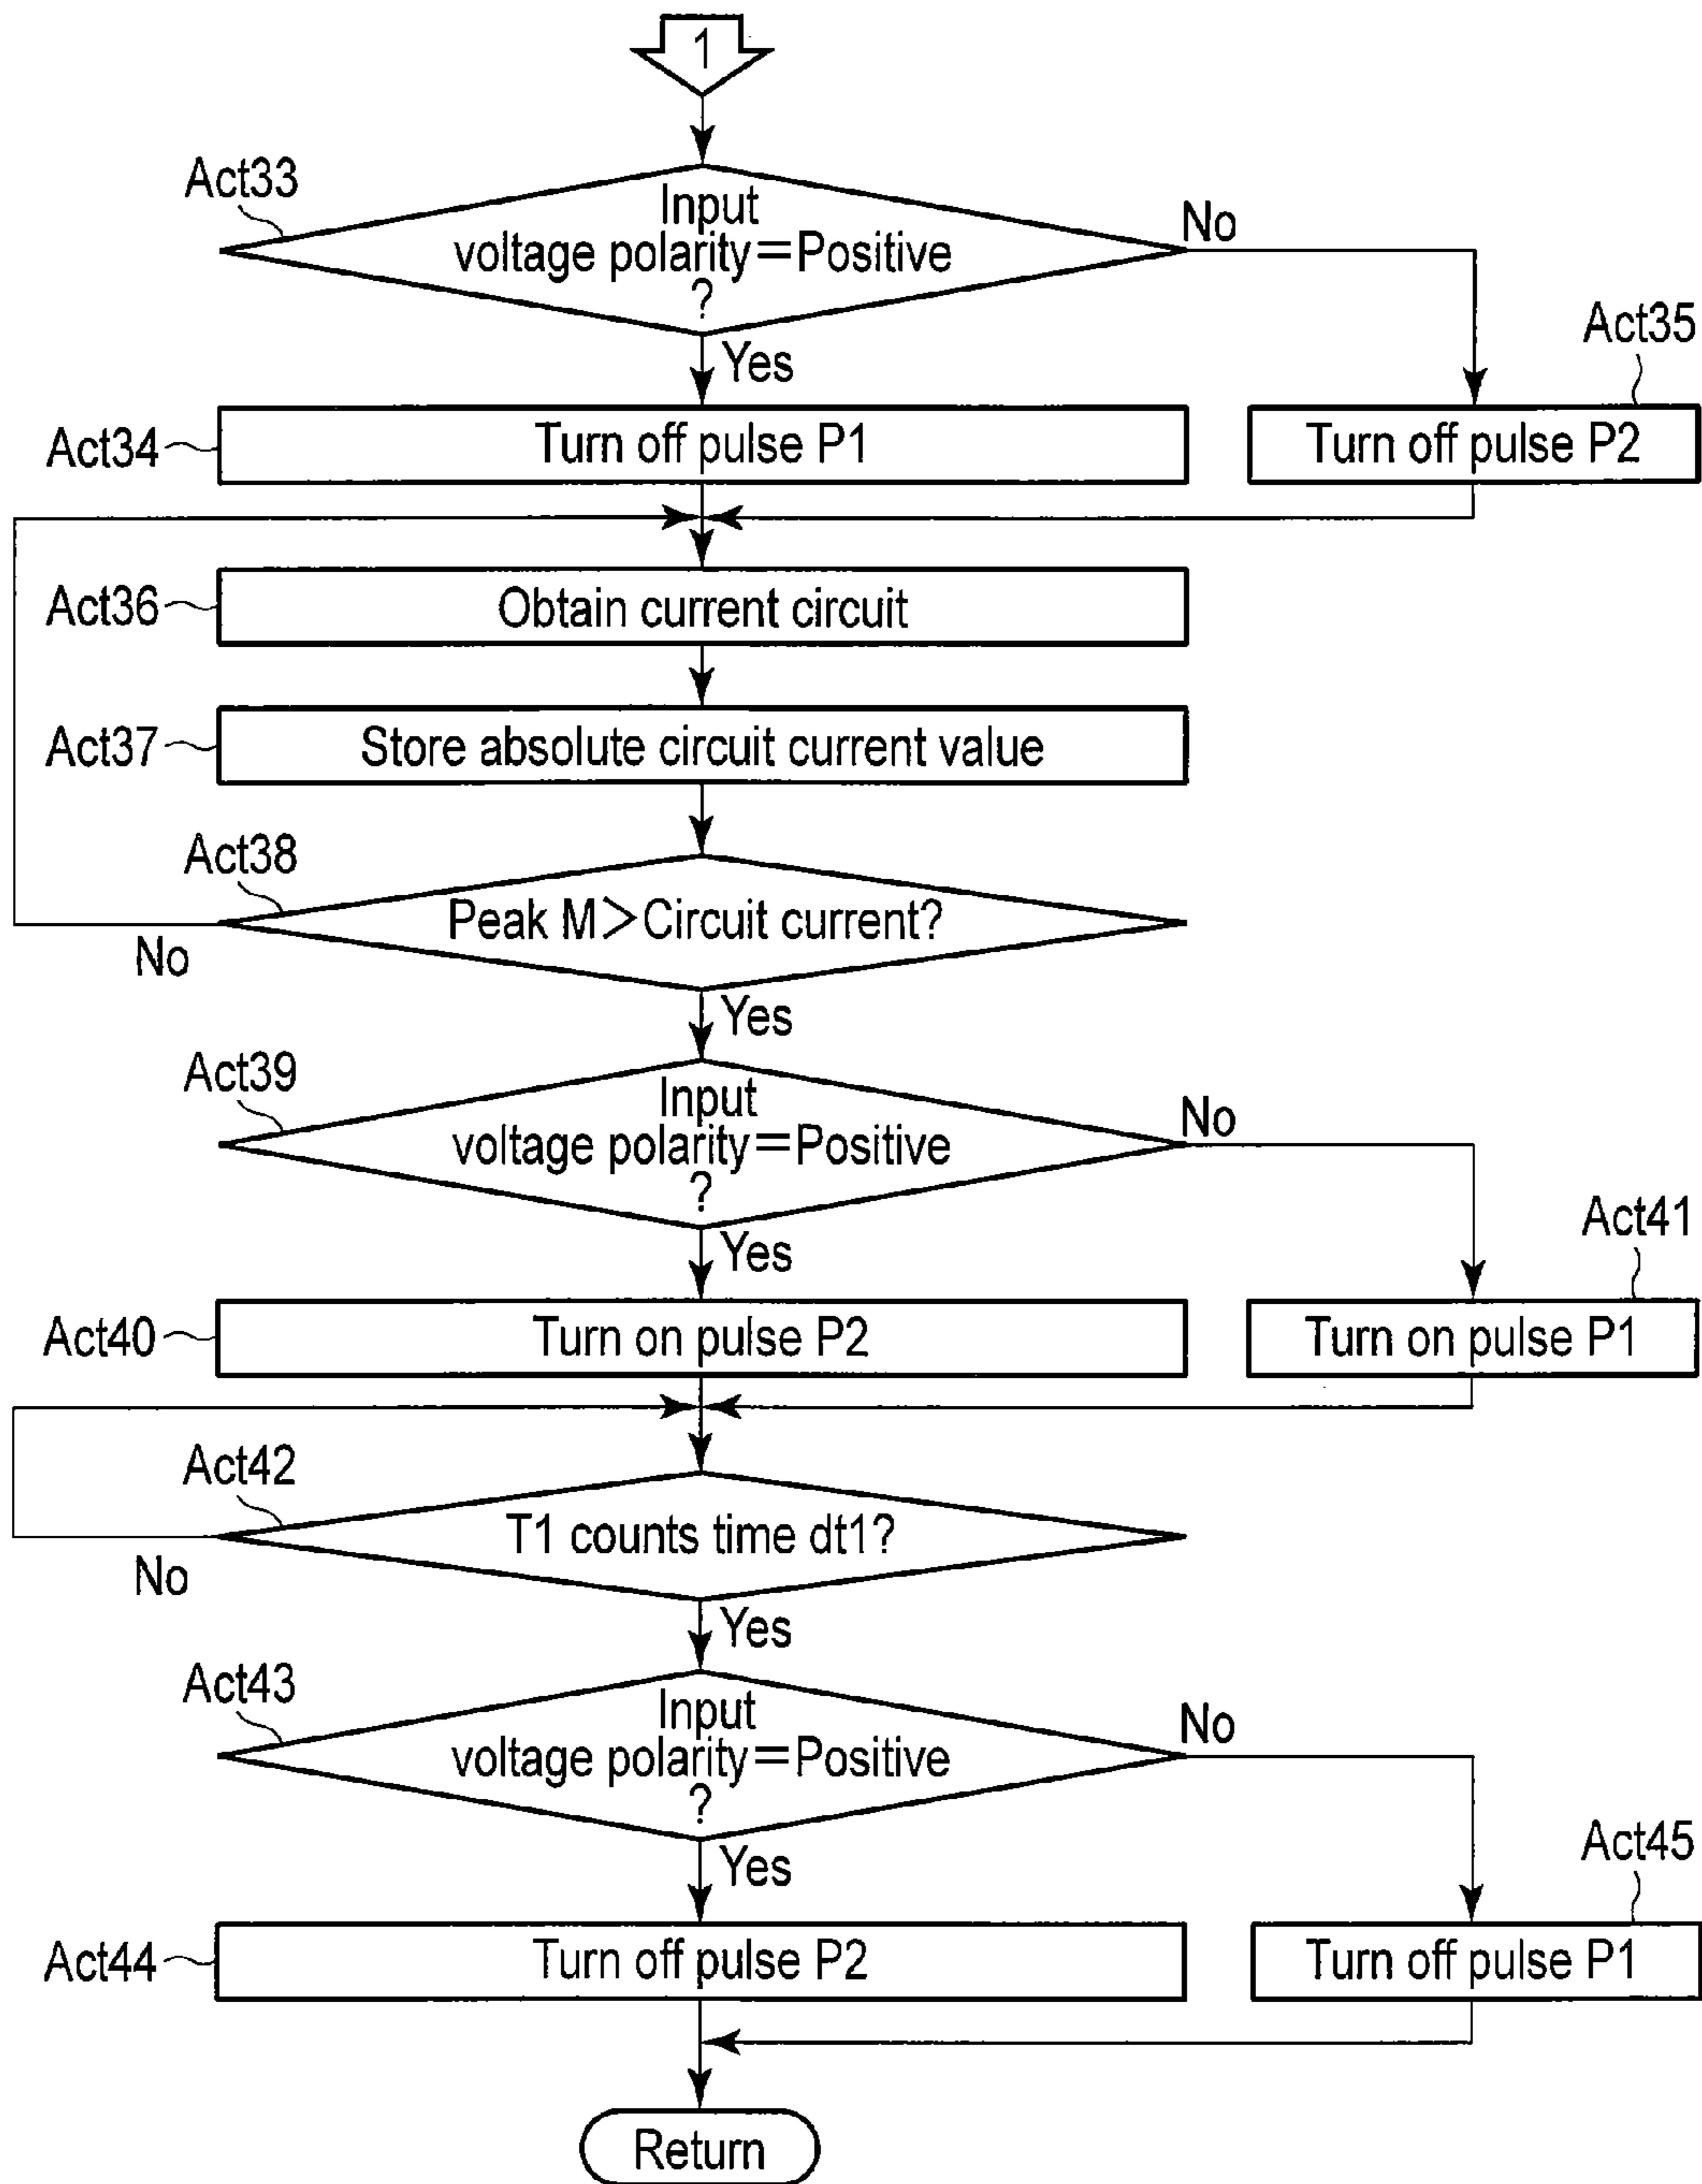 1
Act33
Input
voltage polarity=Positive
?
No
Yes
Act35
Act34
Turn off pulse P1
Turn off pulse P2
Act36
Obtain current circuit
Act37
Store absolute circuit current value
Act38
Peak M>Circuit current?
No
Yes
Act39
Input
voltage polarity=Positive
?
No
Yes
Act41
Act40
Turn on pulse P2
Turn on pulse P1
Act42
T1 counts time dt1?
No
Yes
Act43
Input
voltage polarity=Positive
?
No
Yes
Act45
Act44
Turn off pulse P2
Turn off pulse P1
Return